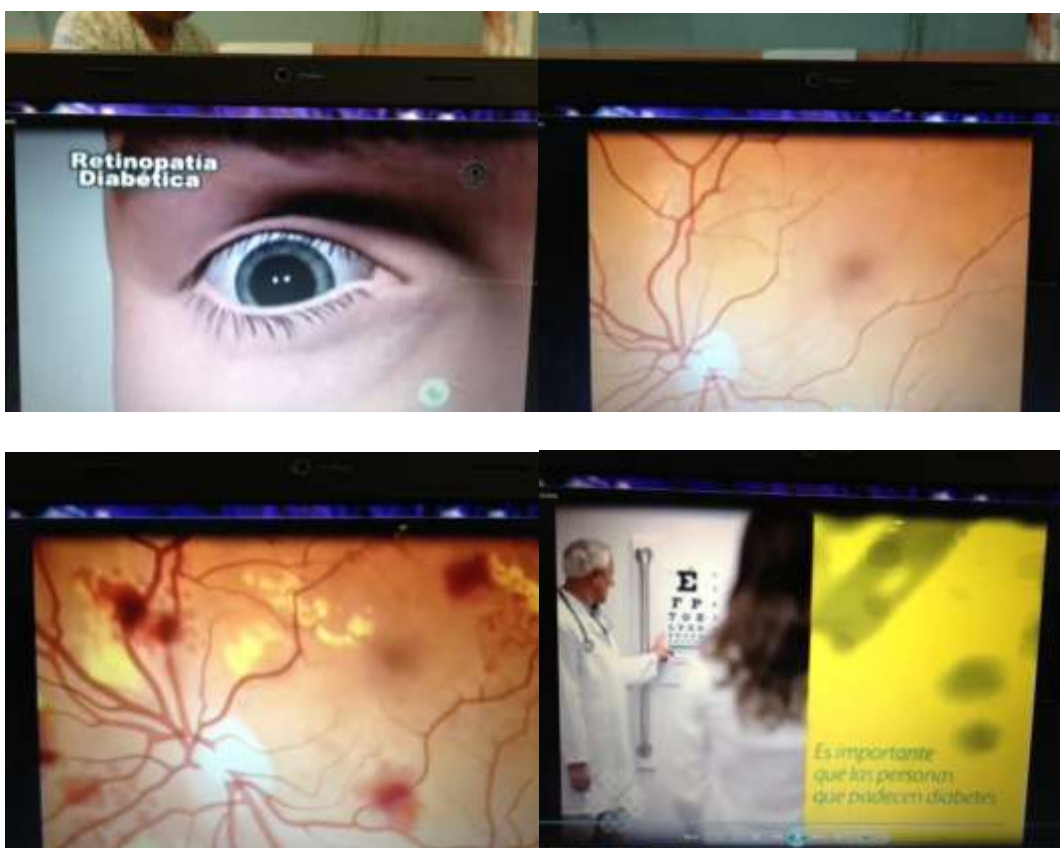 Retinopatía
Diabética
E
F P
T O Z
Es importante
que las personas
que padecen diabetes